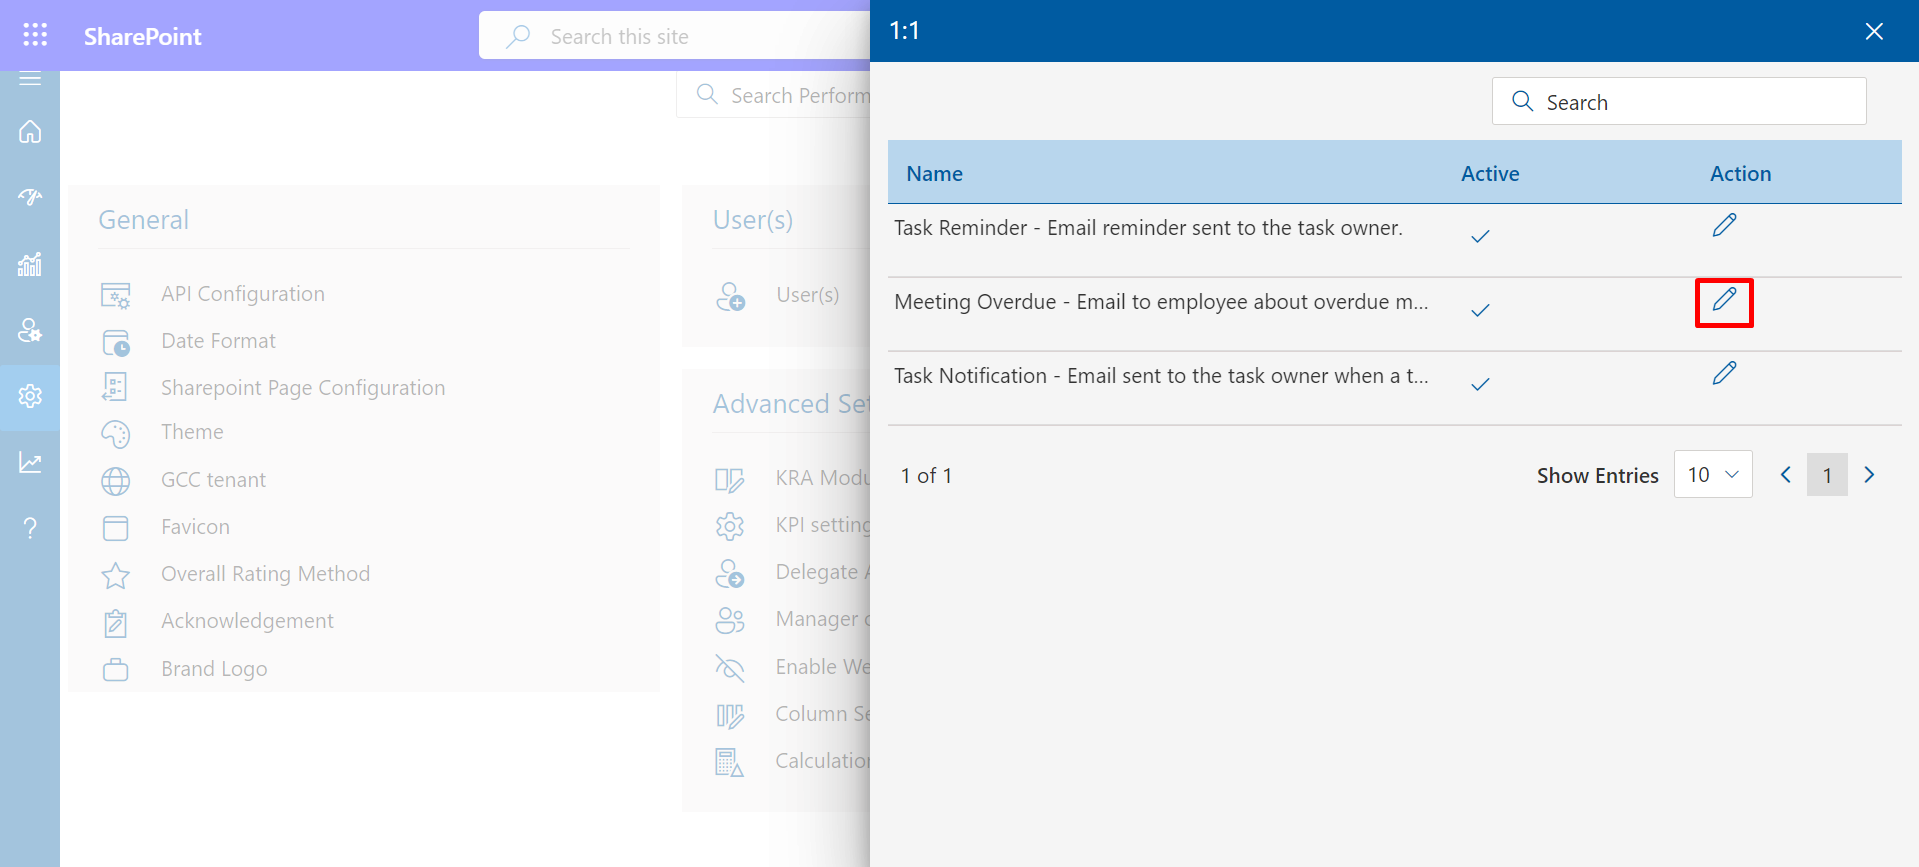 SharePoint
Search this site
1:1
Search Perform
Search
General
User(s)
Name Active Action
Task Reminder - Email reminder sent to the task owner.
API Configuration
User(s)
Meeting Overdue - Email to employee about overdue m...
Date Format
Sharepoint Page Configuration
Task Notification - Email sent to the task owner when a t...
Advanced Set
Theme
GCC tenant
KRA Modu
1 of 1
Show Entries 10 1
Favicon
KPI setting
Overall Rating Method
Delegate A
Acknowledgement
Manager o
Brand Logo
Enable We
Column Se
Calculation